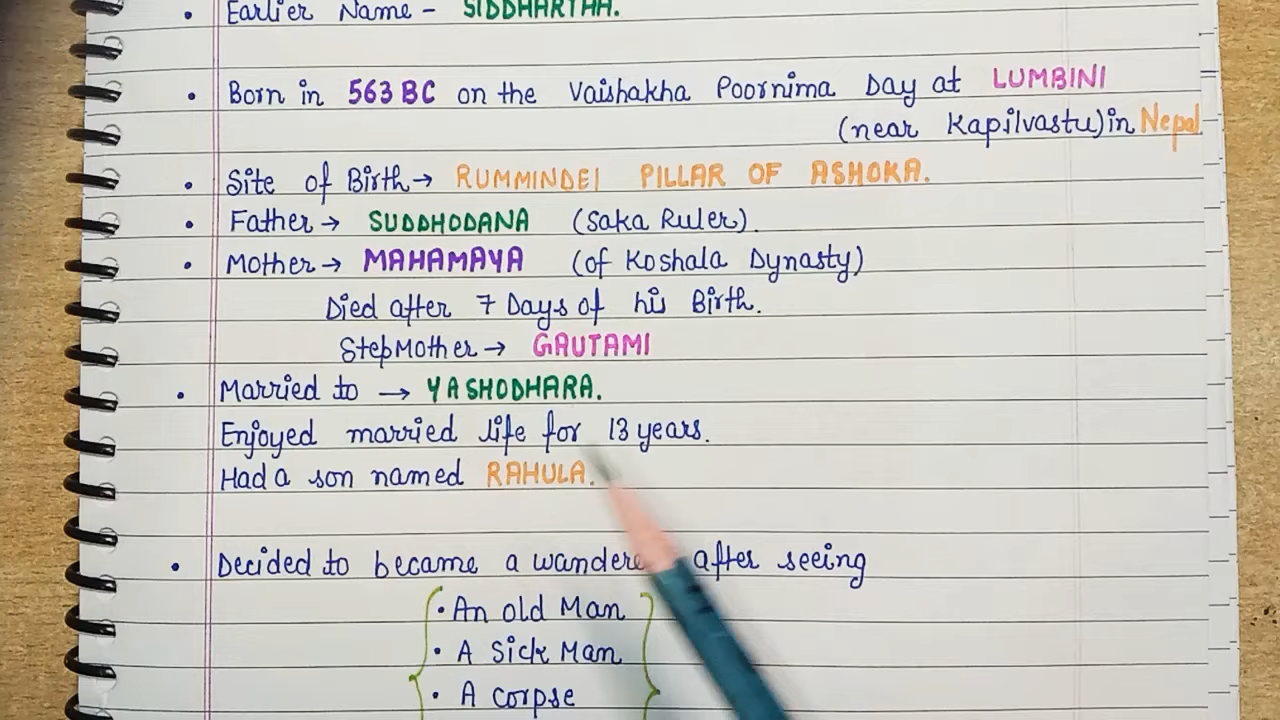 • Earlier Name - SIDDHARTHA.
• Born in 563 BC on the Vaishakha Poornima Day at LUMBINI
(near Kapilvastu) in Nepal
• Site of Birth → RUMMINDEI PILLAR OF ASHOKA.
• Father → SUDDHODANA (Saka Ruler).
• Mother → MAHAMAYA (of Koshala Dynasty)
Died after 7 Days of his Birth.
StepMother → GAUTAMI
• Married to → YASHODHARA.
Enjoyed married life for 13 years.
Had a son named RAHULA.
• Decided to became a wanderer after seeing
• An old Man
• A Sick Man
• A corpse